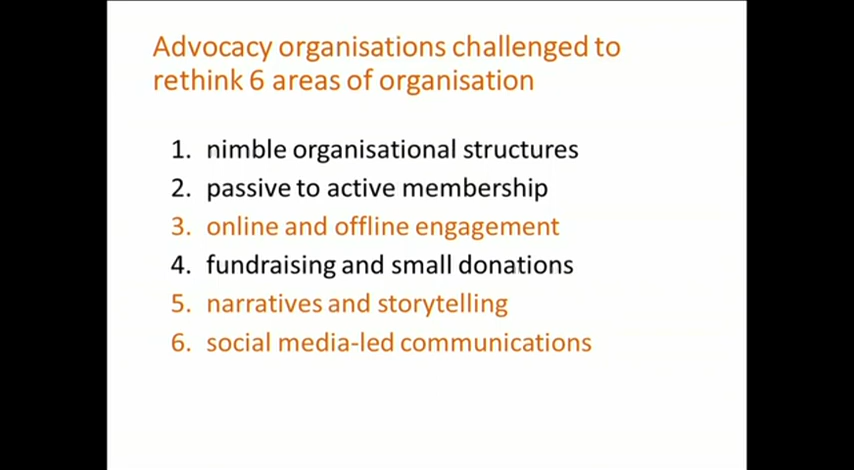 Advocacy organisations challenged to
rethink 6 areas of organisation
1. nimble organisational structures
2. passive to active membership
3. online and offline engagement
4. fundraising and small donations
5. narratives and storytelling
6. social media-led communications